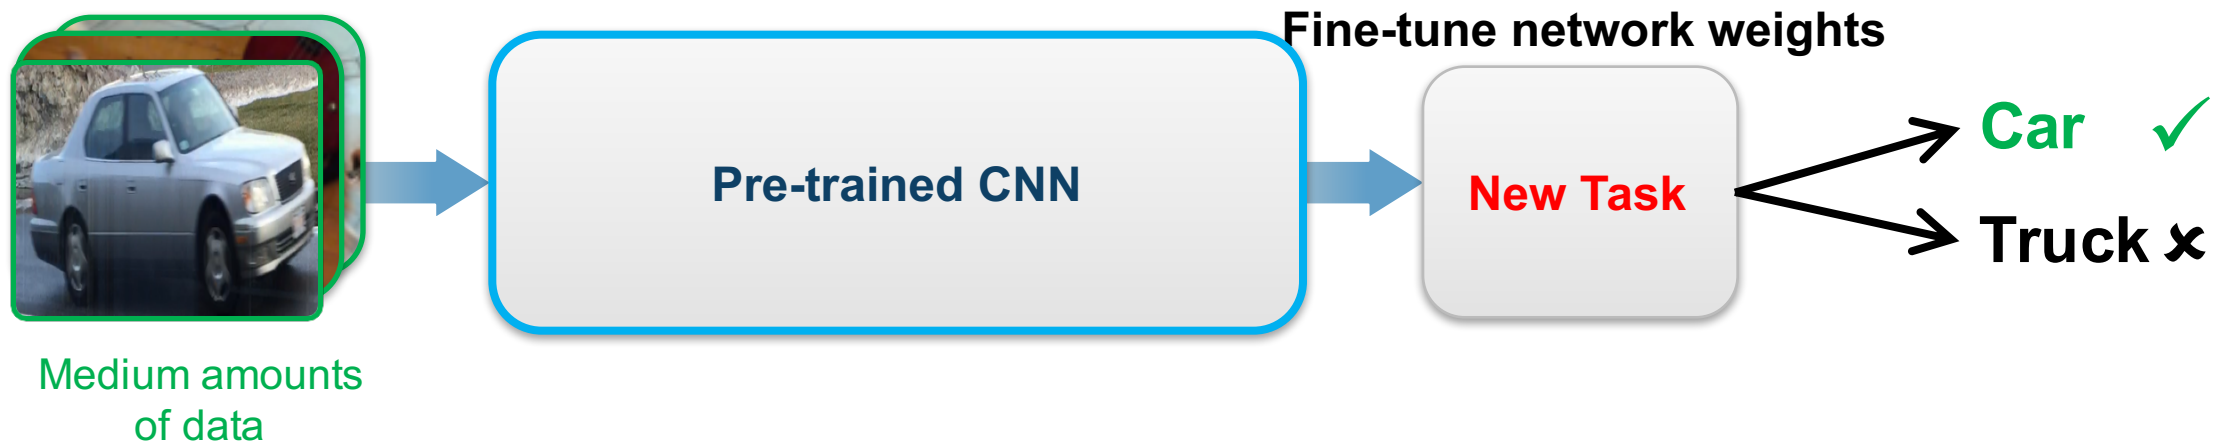 Fine-tune network weights
Pre-trained CNN
New Task
Car ✓
Truck ✘
Medium amounts
of data